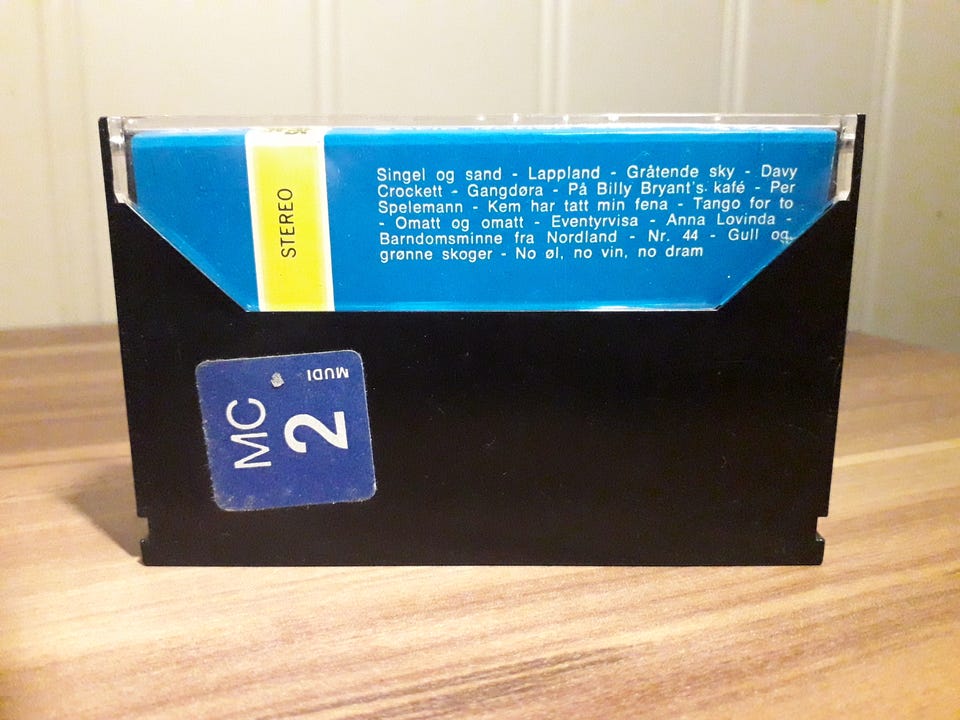 STEREO
Singel og sand - Lappland - Gråtende sky - Davy
Crockett - Gangdøra - På Billy Bryant's kafé - Per
Spelemann - Kem har tatt min fena - Tango for to
- Omatt og omatt - Eventyrvisa - Anna Lovinda -
Barndomsminne fra Nordland - Nr. 44 - Gull og
grønne skoger - No øl, no vin, no dram
MC
2
MUDI